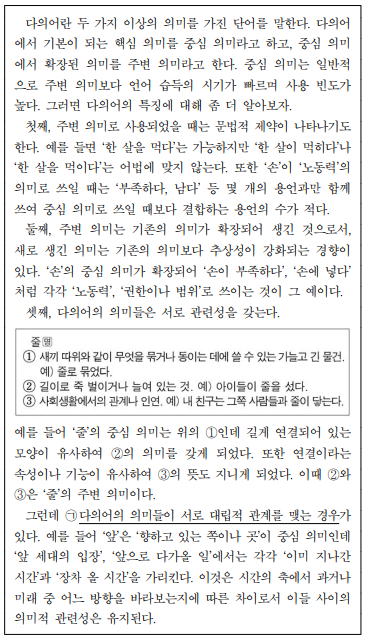 다의어란 두 가지 이상의 의미를 가진 단어를 말한다. 다의어
에서 기본이 되는 핵심 의미를 중심 의미라고 하고, 중심 의미
에서 확장된 의미를 주변 의미라고 한다. 중심 의미는 일반적
으로 주변 의미보다 언어 습득의 시기가 빠르며 사용 빈도가
높다. 그러면 다의어의 특징에 대해 좀 더 알아보자.
첫째, 주변 의미로 사용되었을 때는 문법적 제약이 나타나기도
한다. 예를 들면 ‘한 살을 먹다’는 가능하지만 ‘한 살이 먹히다’나
‘한 살을 먹이다’는 어법에 맞지 않는다. 또한 ‘손’이 ‘노동력’의
의미로 쓰일 때는 ‘부족하다, 남다’ 등 몇 개의 용언과만 함께
쓰여 중심 의미로 쓰일 때보다 결합하는 용언의 수가 적다.
둘째, 주변 의미는 기존의 의미가 확장되어 생긴 것으로서,
새로 생긴 의미는 기존의 의미보다 추상성이 강화되는 경향이
있다. ‘손’의 중심 의미가 확장되어 ‘손이 부족하다’, ‘손에 넣다’
처럼 각각 ‘노동력’, ‘권한이나 범위’로 쓰이는 것이 그 예이다.
셋째, 다의어의 의미들은 서로 관련성을 갖는다.
줄 명
① 새끼 따위와 같이 무엇을 묶거나 동이는 데에 쓸 수 있는 가늘고 긴 물건.
예) 줄로 묶었다.
② 길이로 죽 벌이거나 늘여 있는 것. 예) 아이들이 줄을 섰다.
③ 사회생활에서의 관계나 인연. 예) 내 친구는 그쪽 사람들과 줄이 닿는다.
예를 들어 ‘줄’의 중심 의미는 위의 ①인데 길게 연결되어 있는
모양이 유사하여 ②의 의미를 갖게 되었다. 또한 연결이라는
속성이나 기능이 유사하여 ③의 뜻도 지니게 되었다. 이때 ②와
③은 ‘줄’의 주변 의미이다.
그런데 ㉠다의어의 의미들이 서로 대립적 관계를 맺는 경우가
있다. 예를 들어 ‘앞’은 ‘향하고 있는 쪽이나 곳’이 중심 의미인데
‘앞 세대의 입장’, ‘앞으로 다가올 일’에서는 각각 ‘이미 지나간
시간’과 ‘장차 올 시간’을 가리킨다. 이것은 시간의 축에서 과거나
미래 중 어느 방향을 바라보는지에 따른 차이로서 이들 사이의
의미적 관련성은 유지된다.